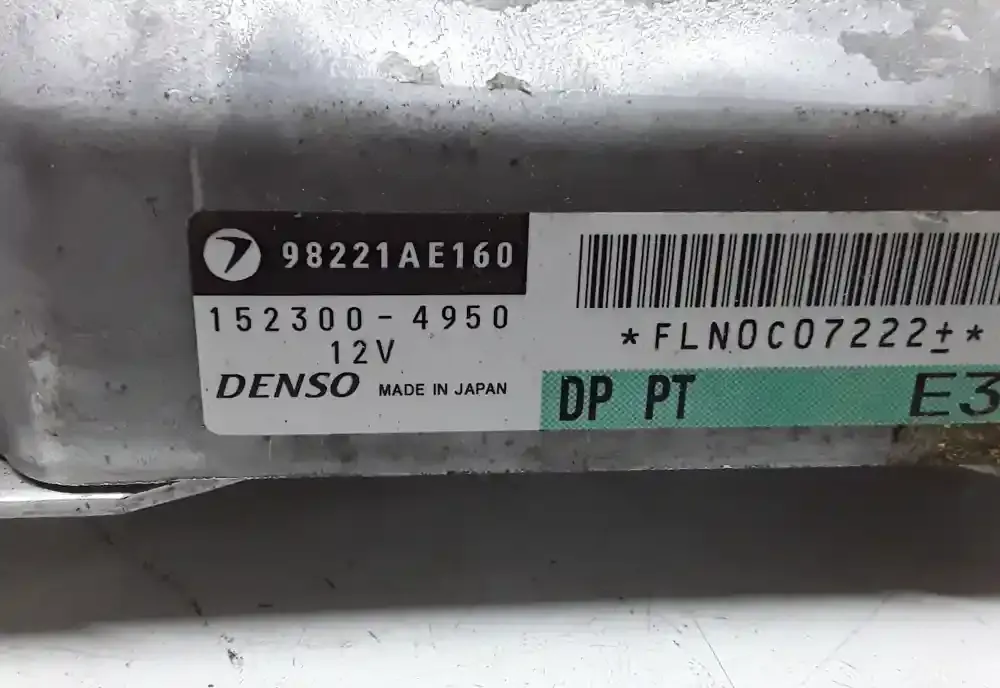 98221AE160
152300-4950
12V
DENSO MADE IN JAPAN
*FLN0C07222±*
DP PT E3